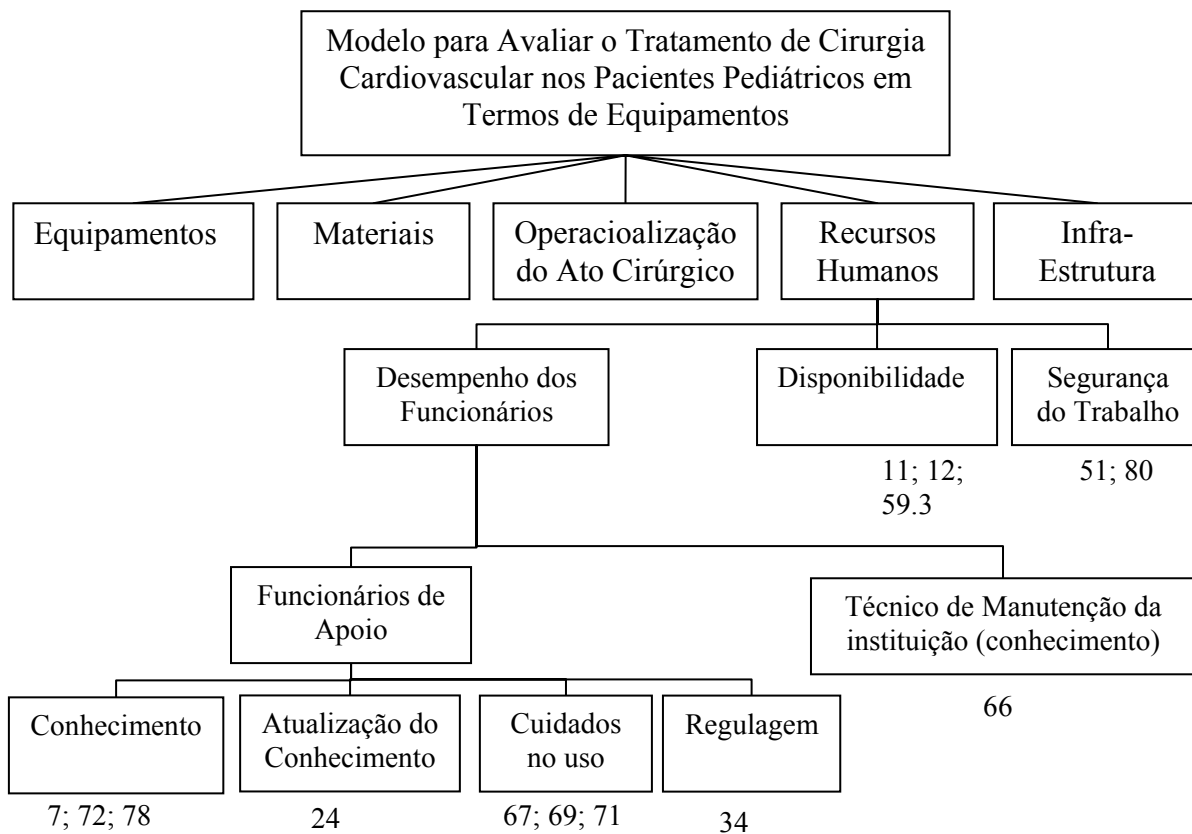 Modelo para Avaliar o Tratamento de Cirurgia
Cardiovascular nos Pacientes Pediátricos em
Termos de Equipamentos
Equipamentos
Materiais
Operacioalização
do Ato Cirúrgico
Recursos
Humanos
Infra-
Estrutura
Desempenho dos
Funcionários
Disponibilidade
Segurança
do Trabalho
11; 12;
59.3
51; 80
Funcionários de
Apoio
Técnico de Manutenção da
instituição (conhecimento)
66
Conhecimento
Atualização do
Conhecimento
Cuidados
no uso
Regulagem
7; 72; 78
24
67; 69; 71
34